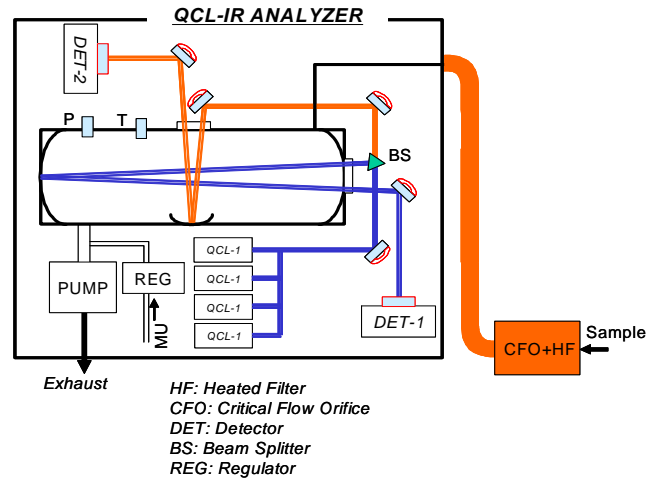 QCL-IR ANALYZER
DET-2
P
T
BS
QCL-1
QCL-1
QCL-1
QCL-1
PUMP
REG
MU
DET-1
Exhaust
Sample
CFO+HF
HF: Heated Filter
CFO: Critical Flow Orifice
DET: Detector
BS: Beam Splitter
REG: Regulator